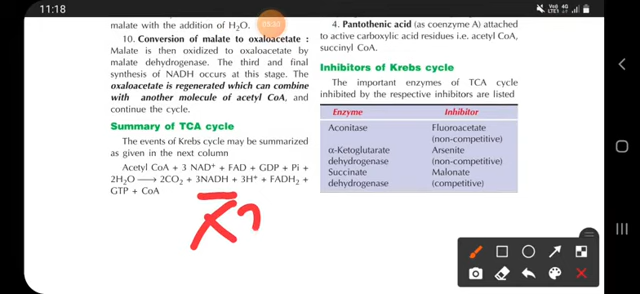 11:18
55:33
malate with the addition of H₂O.
10. Conversion of malate to oxaloacetate :
Malate is then oxidized to oxaloacetate by
malate dehydrogenase. The third and final
synthesis of NADH occurs at this stage. The
oxaloacetate is regenerated which can combine
with another molecule of acetyl CoA, and
continue the cycle.
Summary of TCA cycle
The events of Krebs cycle may be summarized
as given in the next column
Acetyl CoA + 3 NAD⁺ + FAD + GDP + Pi +
2H₂O ⟶ 2CO₂ + 3NADH + 3H⁺ + FADH₂ +
GTP + CoA
4. Pantothenic acid (as coenzyme A) attached
to active carboxylic acid residues i.e. acetyl CoA,
succinyl CoA.
Inhibitors of Krebs cycle
The important enzymes of TCA cycle
inhibited by the respective inhibitors are listed
Enzyme Inhibitor
Aconitase Fluoroacetate
(non-competitive)
α-Ketoglutarate Arsenite
dehydrogenase (non-competitive)
Succinate Malonate
dehydrogenase (competitive)